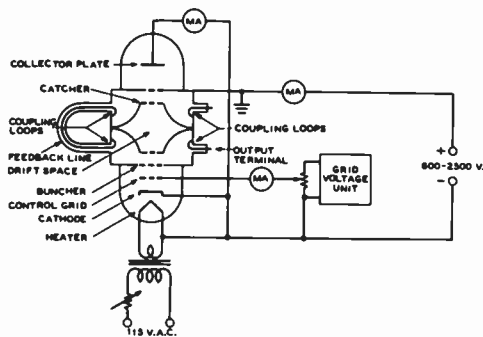 MA
COLLECTOR PLATE
CATCHER
MA
COUPLING
LOOPS
COUPLING LOOPS
FEEDBACK LINE
OUTPUT
TERMINAL
DRIFT SPACE
+
600-2500 V.
-
BUNCHER
CONTROL GRID
MA
GRID
VOLTAGE
UNIT
CATHODE
HEATER
115 V.A.C.